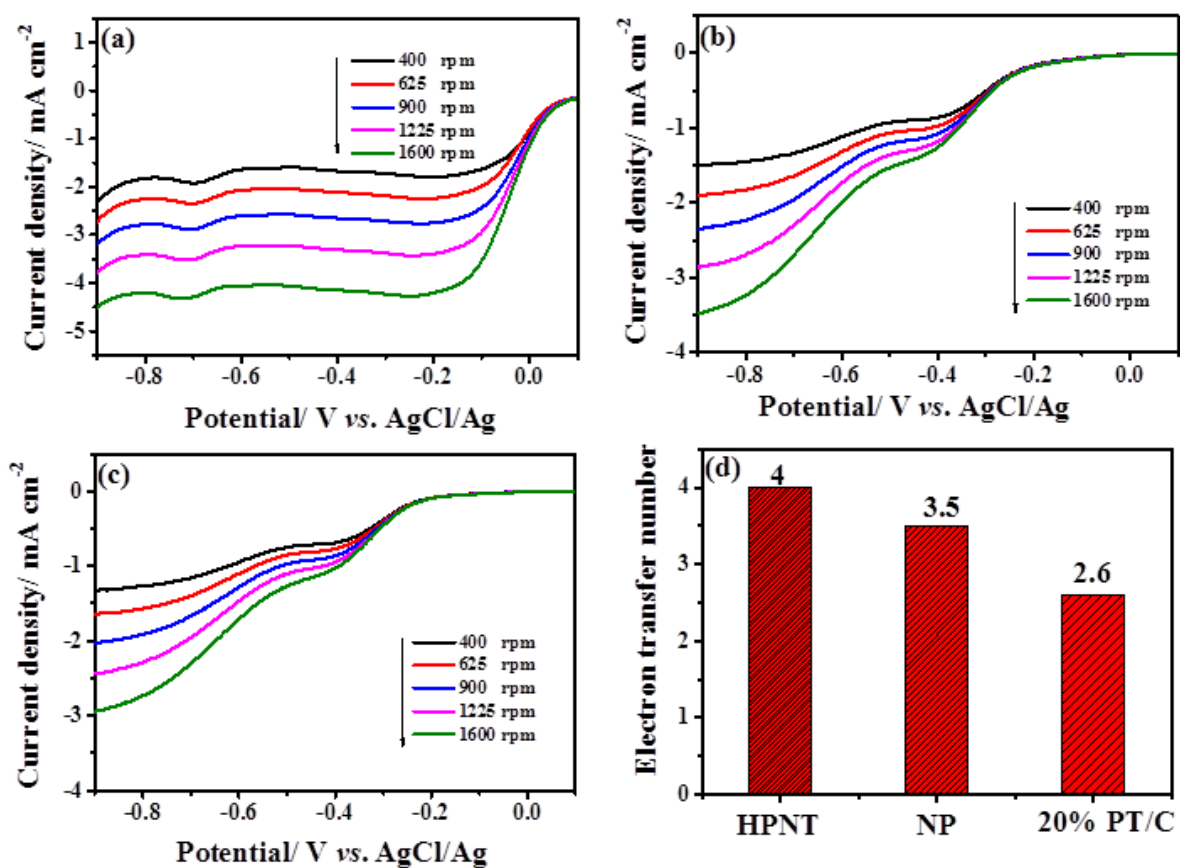 (a)
400 rpm
625 rpm
900 rpm
1225 rpm
1600 rpm
1
0
-1
-2
-3
-4
-5
Current density/ mA cm-2
-0.8 -0.6 -0.4 -0.2 0.0
Potential/ V vs. AgCl/Ag
(b)
400 rpm
625 rpm
900 rpm
1225 rpm
1600 rpm
0
-1
-2
-3
-4
Current density/ mA cm-2
-0.8 -0.6 -0.4 -0.2 0.0
Potential/ V vs. AgCl/Ag
(c)
400 rpm
625 rpm
900 rpm
1225 rpm
1600 rpm
0
-1
-2
-3
-4
Current density/ mA cm-2
-0.8 -0.6 -0.4 -0.2 0.0
Potential/ V vs. AgCl/Ag
(d)
4
3.5
2.6
4
3
2
1
0
Electron transfer number
HPNT NP 20% PT/C